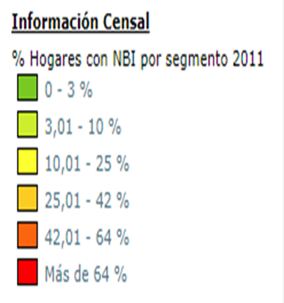 Información Censal
% Hogares con NBI por segmento 2011
0 - 3 %
3,01 - 10 %
10,01 - 25 %
25,01 - 42 %
42,01 - 64 %
Más de 64 %